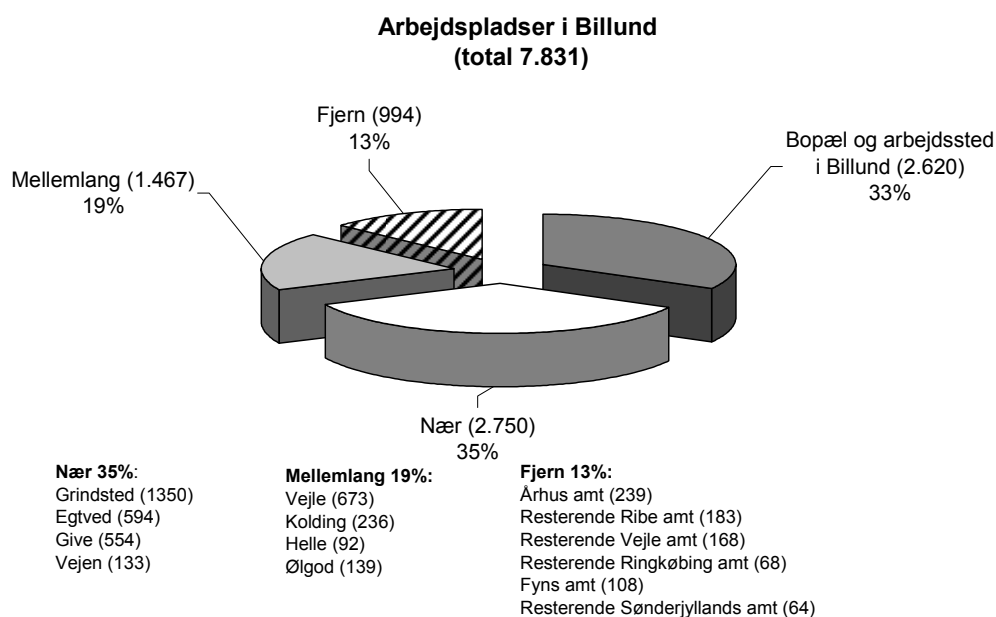 Arbejdspladser i Billund
(total 7.831)
Fjern (994)
13%
Bopæl og arbejdssted
i Billund (2.620)
33%
Mellemlang (1.467)
19%
Nær (2.750)
35%
Nær 35%:
Grindsted (1350)
Egtved (594)
Give (554)
Vejen (133)
Mellemlang 19%:
Vejle (673)
Kolding (236)
Helle (92)
Ølgod (139)
Fjern 13%:
Århus amt (239)
Resterende Ribe amt (183)
Resterende Vejle amt (168)
Resterende Ringkøbing amt (68)
Fyns amt (108)
Resterende Sønderjyllands amt (64)